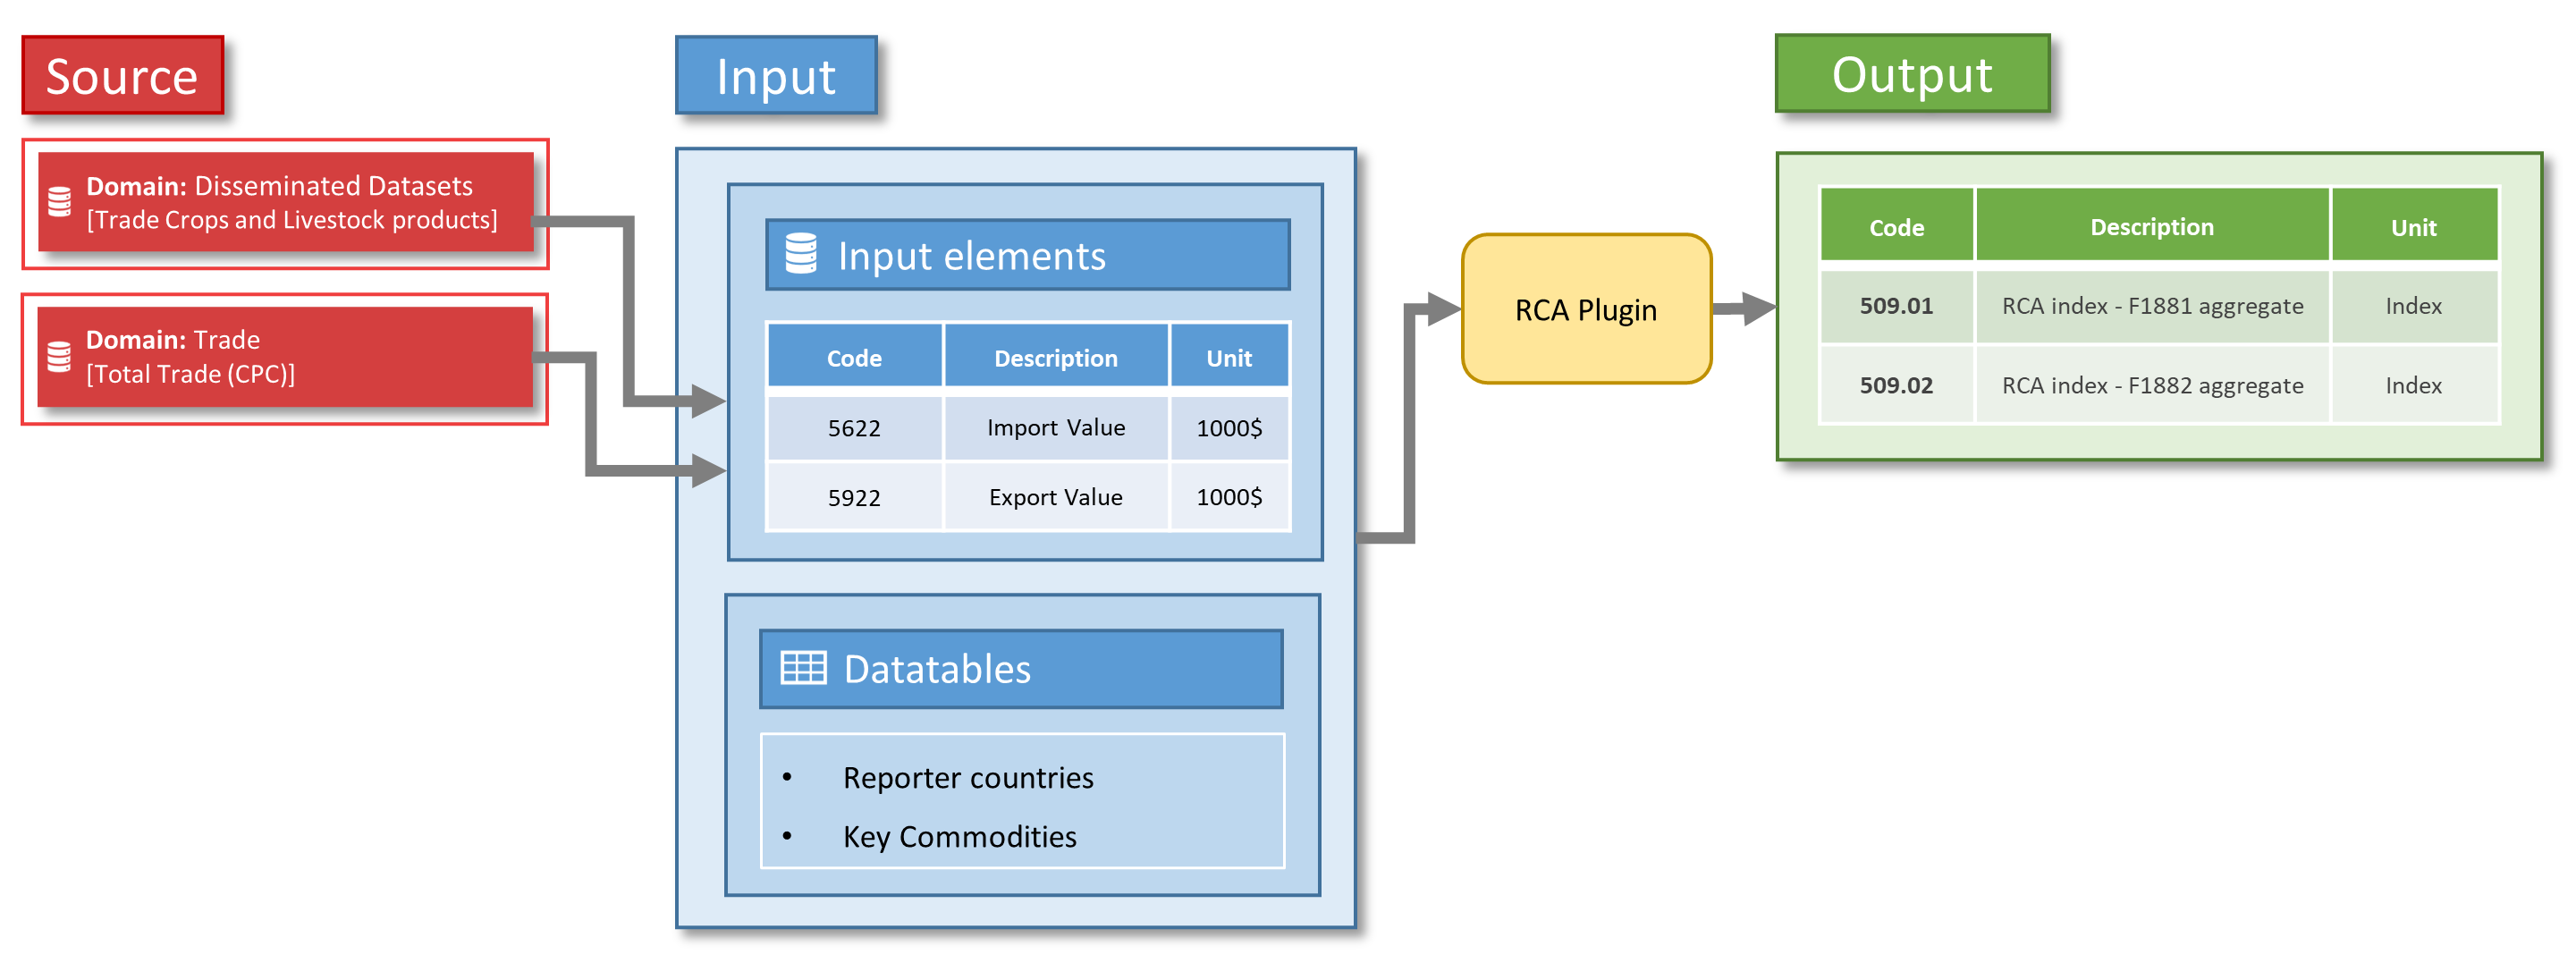 Source
Domain: Disseminated Datasets
[Trade Crops and Livestock products]
Domain: Trade
[Total Trade (CPC)]
Input
Input elements
Code Description Unit
5622 Import Value 1000$
5922 Export Value 1000$
Datatables
• Reporter countries
• Key Commodities
RCA Plugin
Output
Code Description Unit
509.01 RCA index - F1881 aggregate Index
509.02 RCA index - F1882 aggregate Index